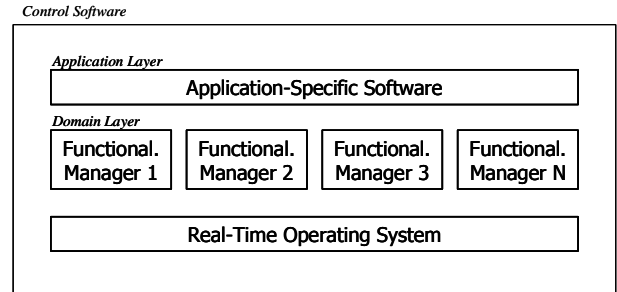 Control Software
Application Layer
Application-Specific Software
Domain Layer
Functional.
Manager 1
Functional.
Manager 2
Functional.
Manager 3
Functional.
Manager N
Real-Time Operating System